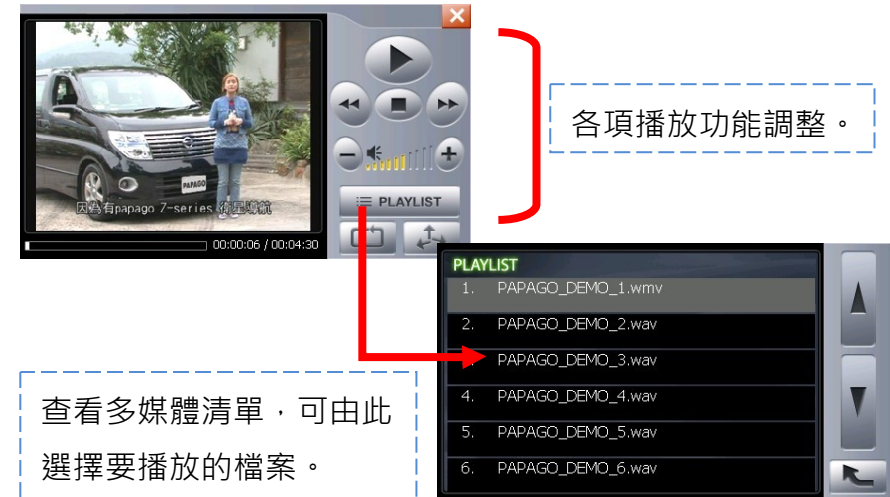 PAPAGO
因為有papago Z-series 衛星導航
00:00:06 / 00:04:30
PLAYLIST
各項播放功能調整。
PLAYLIST
1. PAPAGO_DEMO_1.wmv
2. PAPAGO_DEMO_2.wav
PAPAGO_DEMO_3.wav
4. PAPAGO_DEMO_4.wav
5. PAPAGO_DEMO_5.wav
6. PAPAGO_DEMO_6.wav
查看多媒體清單,可由此
選擇要播放的檔案。